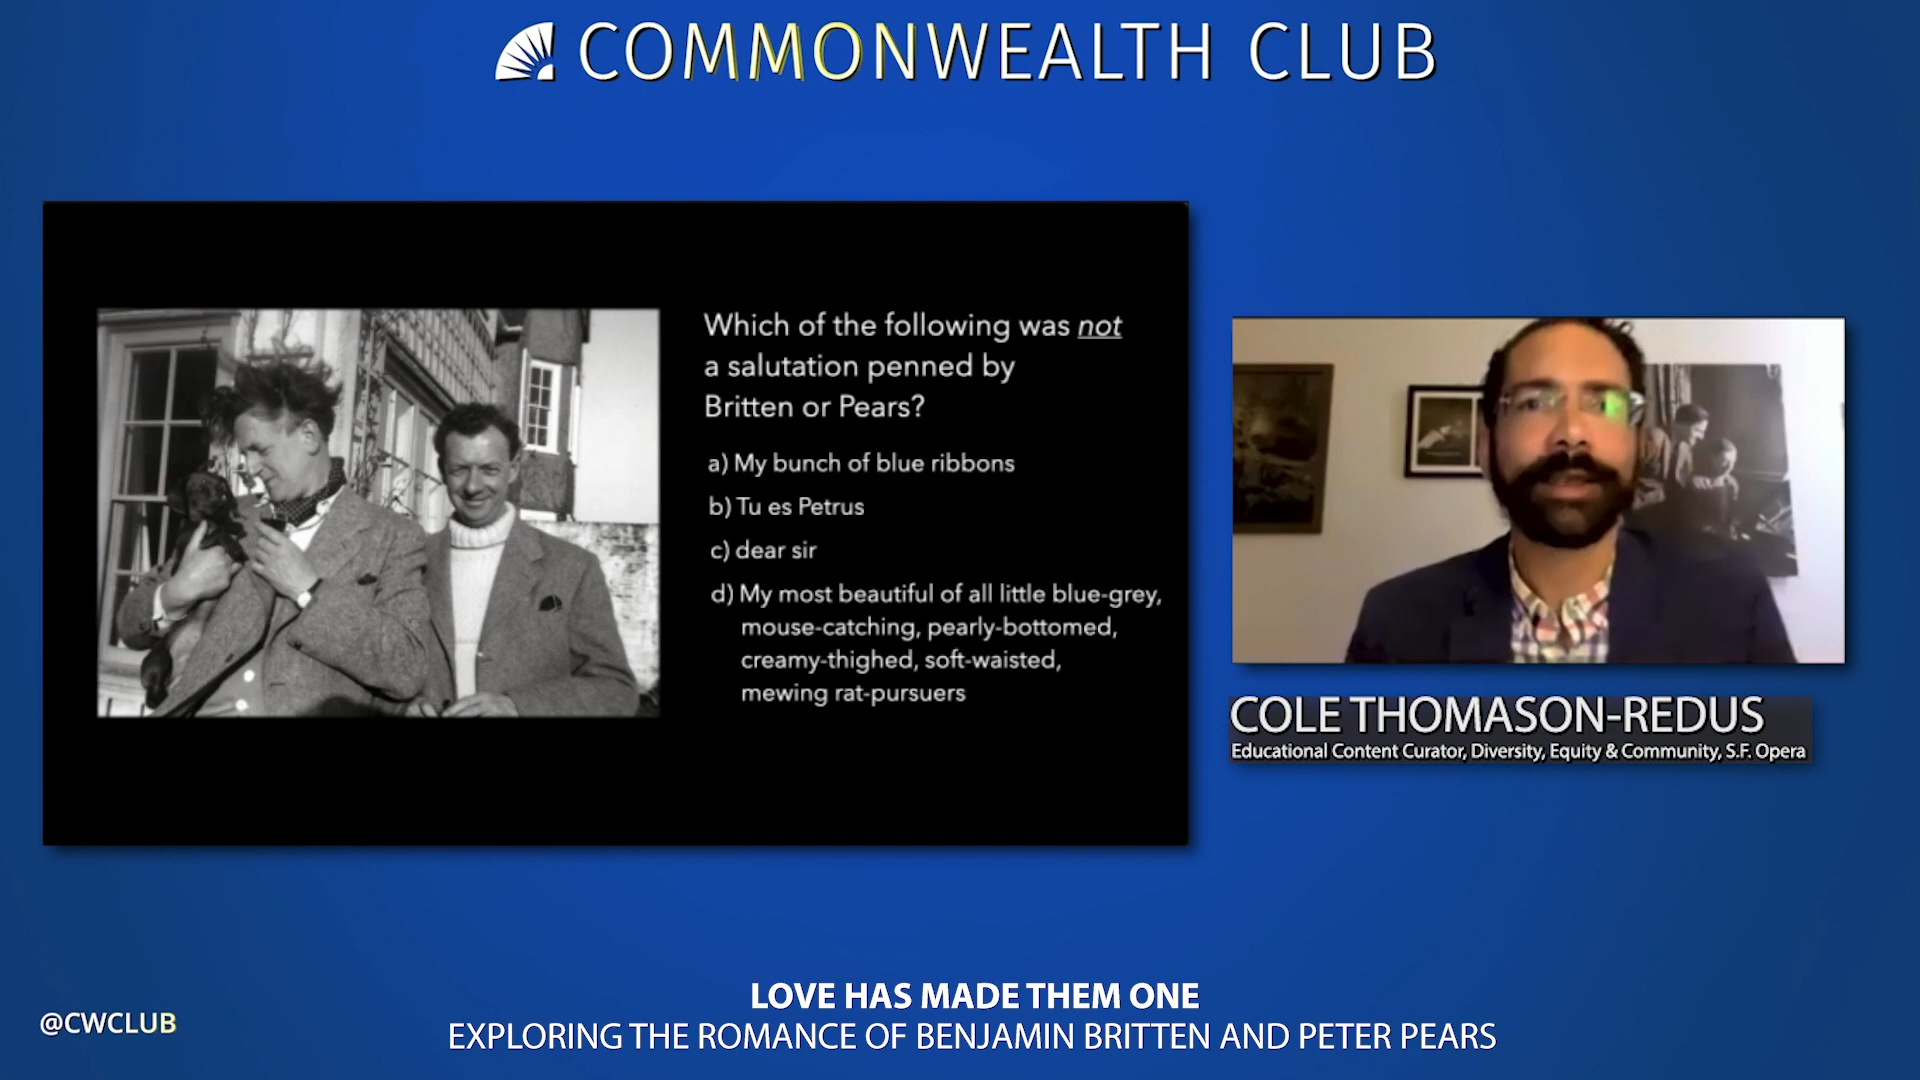 COMMONWEALTH CLUB
Which of the following was not
a salutation penned by
Britten or Pears?
a) My bunch of blue ribbons
b) Tu es Petrus
c) dear sir
d) My most beautiful of all little blue-grey,
mouse-catching, pearly-bottomed,
creamy-thighed, soft-waisted,
mewing rat-pursuers
COLE THOMASON-REDUS
Educational Content Curator, Diversity, Equity & Community, S.F. Opera
LOVE HAS MADE THEM ONE
EXPLORING THE ROMANCE OF BENJAMIN BRITTEN AND PETER PEARS
@CWCLUB